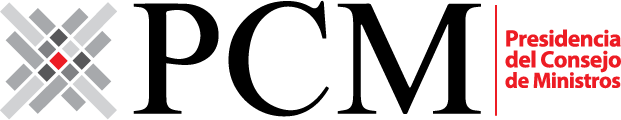 PCM
Presidencia
del Consejo
de Ministros